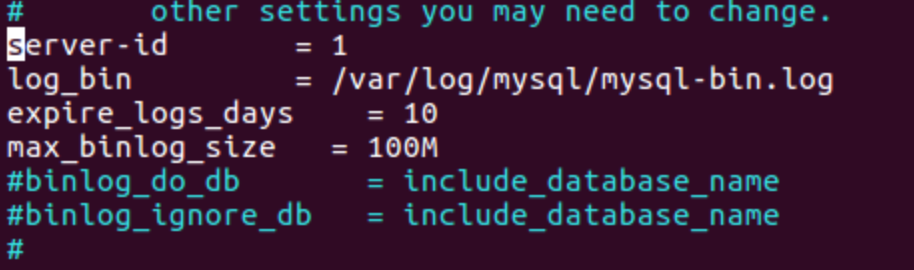 #       other settings you may need to change.
server-id       = 1
log_bin         = /var/log/mysql/mysql-bin.log
expire_logs_days    = 10
max_binlog_size   = 100M
#binlog_do_db       = include_database_name
#binlog_ignore_db   = include_database_name
#